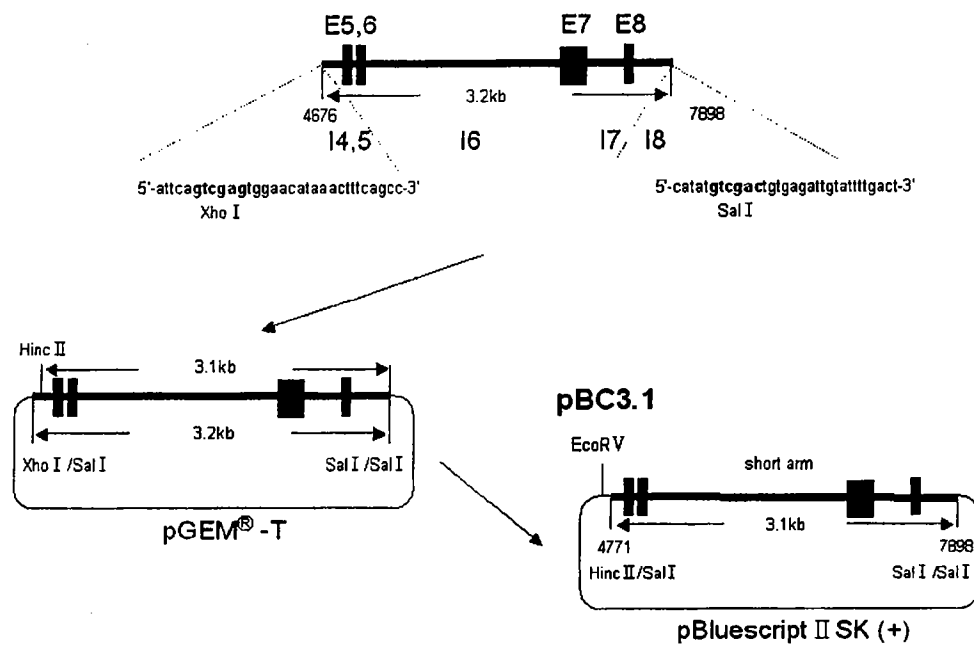 E5,6
E7
E8
3.2kb
4676
7898
I4,5
I6
I7
I8
5'-attcagtcgagtggaacataaactttcagcc-3'
Xho I
5'-catatgtcgactgtgagattgtattttgact-3'
Sal I
Hinc II
3.1kb
3.2kb
Xho I /Sal I
Sal I /Sal I
pGEM® -T
pBC3.1
EcoR V
short arm
3.1kb
4771
7898
Hinc II/Sal I
Sal I /Sal I
pBluescript II SK (+)